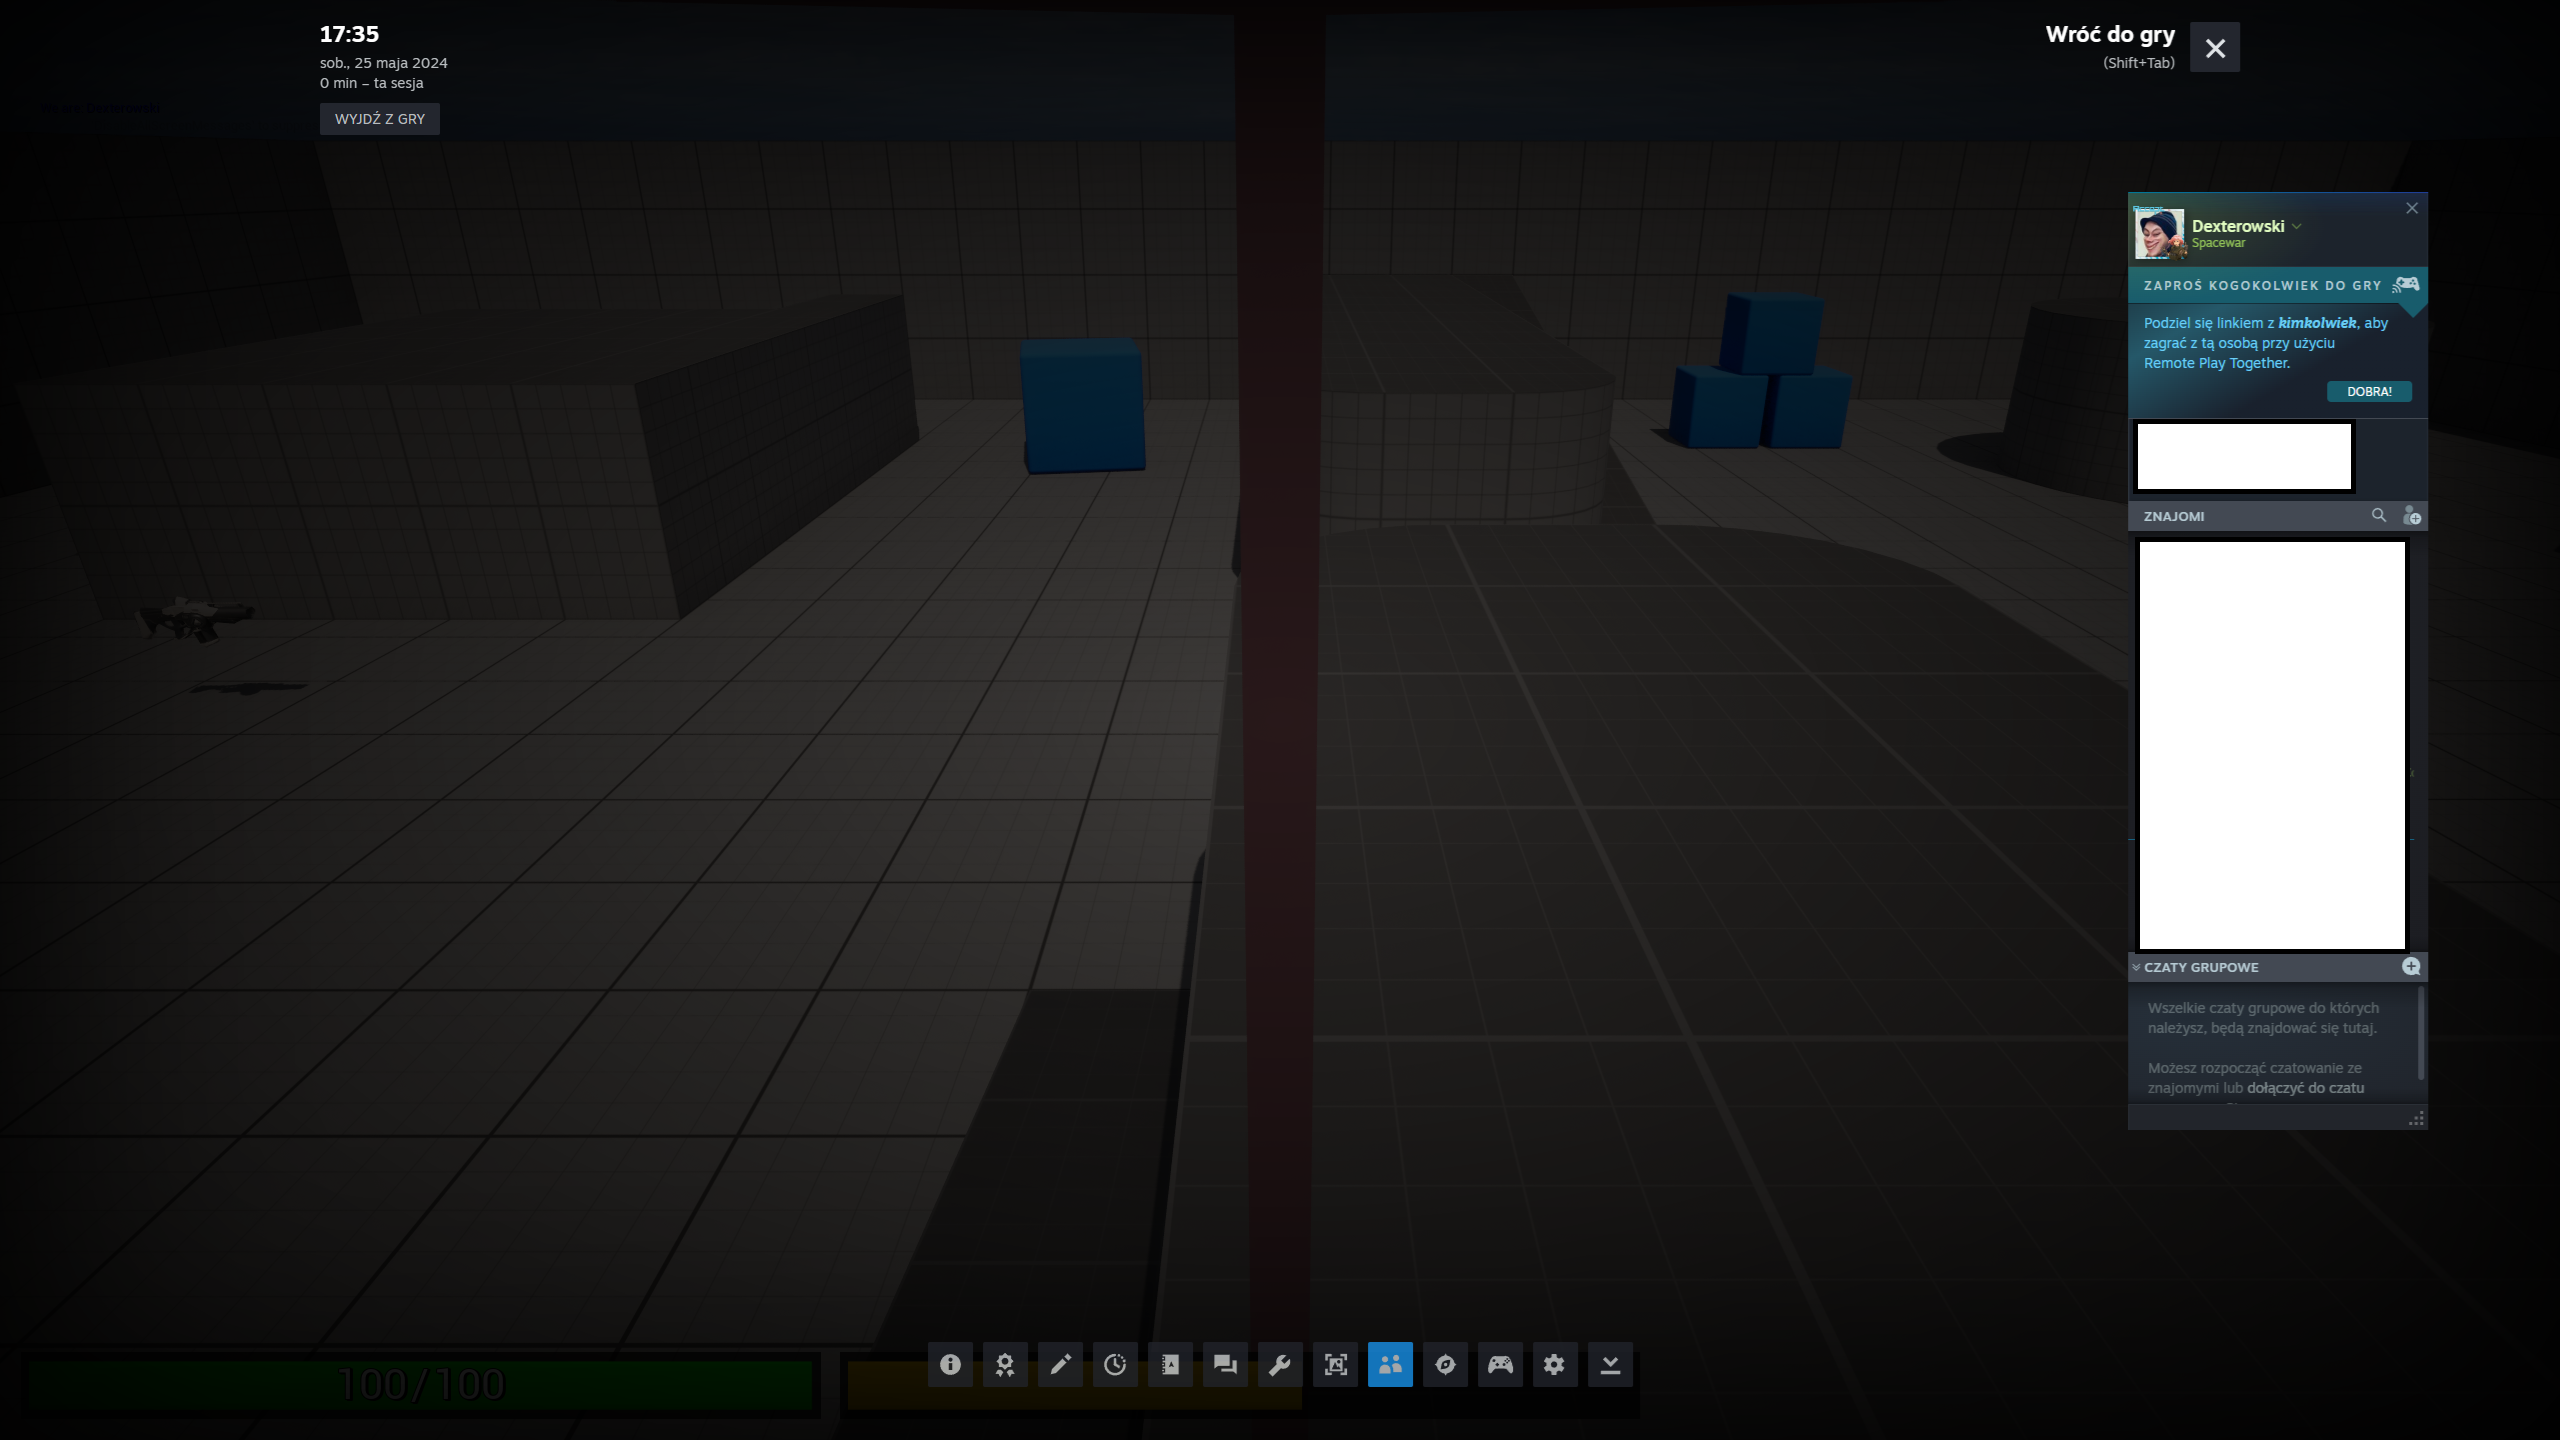 17:35
sob., 25 maja 2024
0 min – ta sesja
WYJDŹ Z GRY
Wróć do gry
(Shift+Tab)
Dexterowski
Dexterowski
Spacewar
ZAPROŚ KOGOKOLWIEK DO GRY
Podziel się linkiem z kimkolwiek, aby
zagrać z tą osobą przy użyciu
Remote Play Together.
DOBRA!
ZNAJOMI
CZATY GRUPOWE
Wszelkie czaty grupowe do których
należysz, będą znajdować się tutaj.
Możesz rozpocząć czatowanie ze
znajomymi lub dołączyć do czatu
100/100